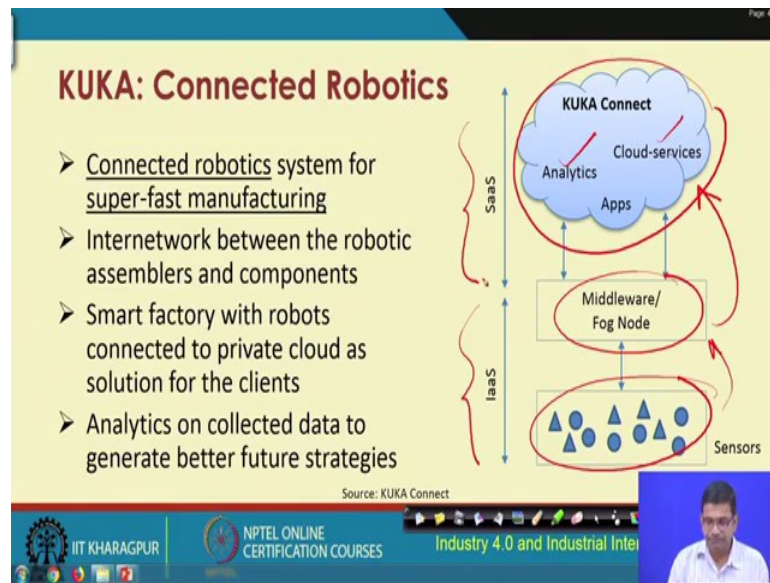 Page 4
KUKA: Connected Robotics
➢ Connected robotics system for
super-fast manufacturing
➢ Internetwork between the robotic
assemblers and components
➢ Smart factory with robots
connected to private cloud as
solution for the clients
➢ Analytics on collected data to
generate better future strategies
KUKA Connect
Cloud-services
Analytics
Apps
SaaS
Middleware/
Fog Node
IaaS
Sensors
Source: KUKA Connect
IIT KHARAGPUR
NPTEL ONLINE
CERTIFICATION COURSES
Industry 4.0 and Industrial Inter